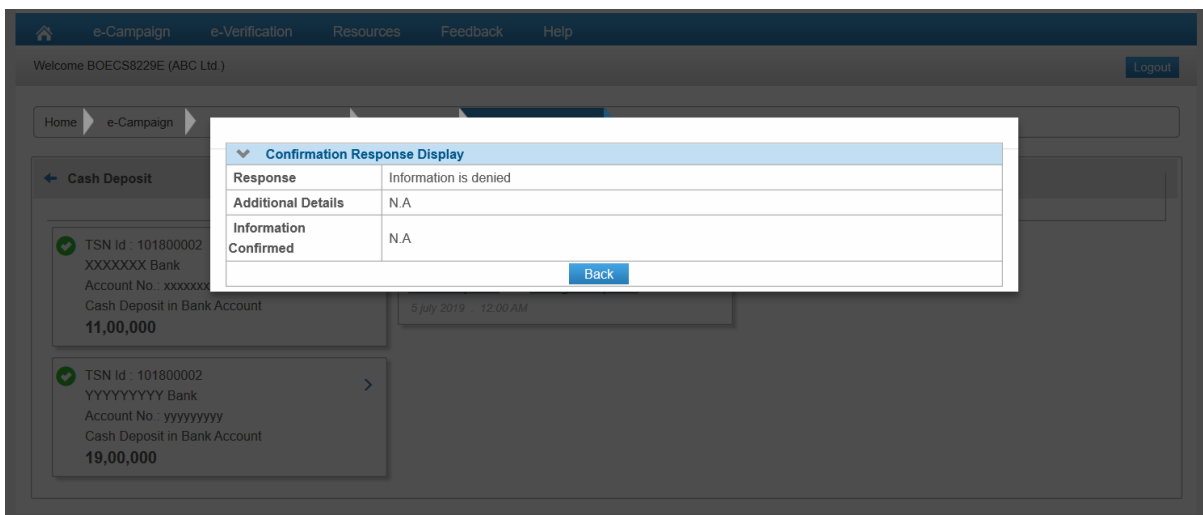 e-Campaign e-Verification Resources Feedback Help
Welcome BOECS8229E (ABC Ltd.)
Logout
Home e-Campaign
Confirmation Response Display
Response Information is denied
Additional Details N.A
Information Confirmed N.A
Back
Cash Deposit
TSN Id : 101800002
XXXXXXX Bank
Account No.: xxxxxxx
Cash Deposit in Bank Account
11,00,000
5 july 2019 . 12.00 AM
TSN Id : 101800002
YYYYYYYYY Bank
Account No.: yyyyyyyyy
Cash Deposit in Bank Account
19,00,000